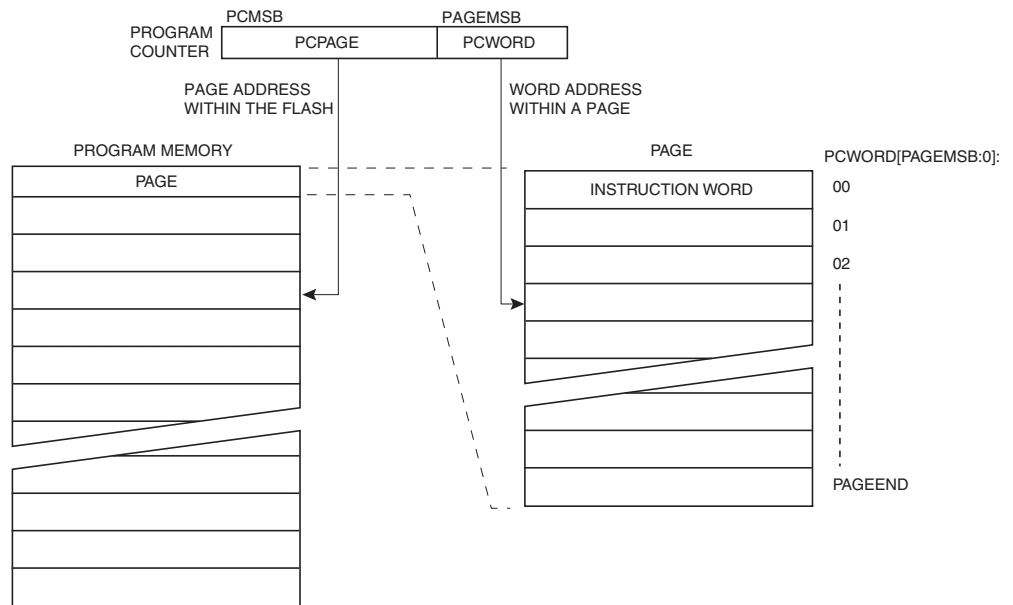 PCMSB
PAGEMSB
PROGRAM
COUNTER
PCPAGE
PCWORD
PAGE ADDRESS
WITHIN THE FLASH
WORD ADDRESS
WITHIN A PAGE
PROGRAM MEMORY
PAGE
PAGE
PCWORD[PAGEMSB:0]:
INSTRUCTION WORD
00
01
02
PAGEEND